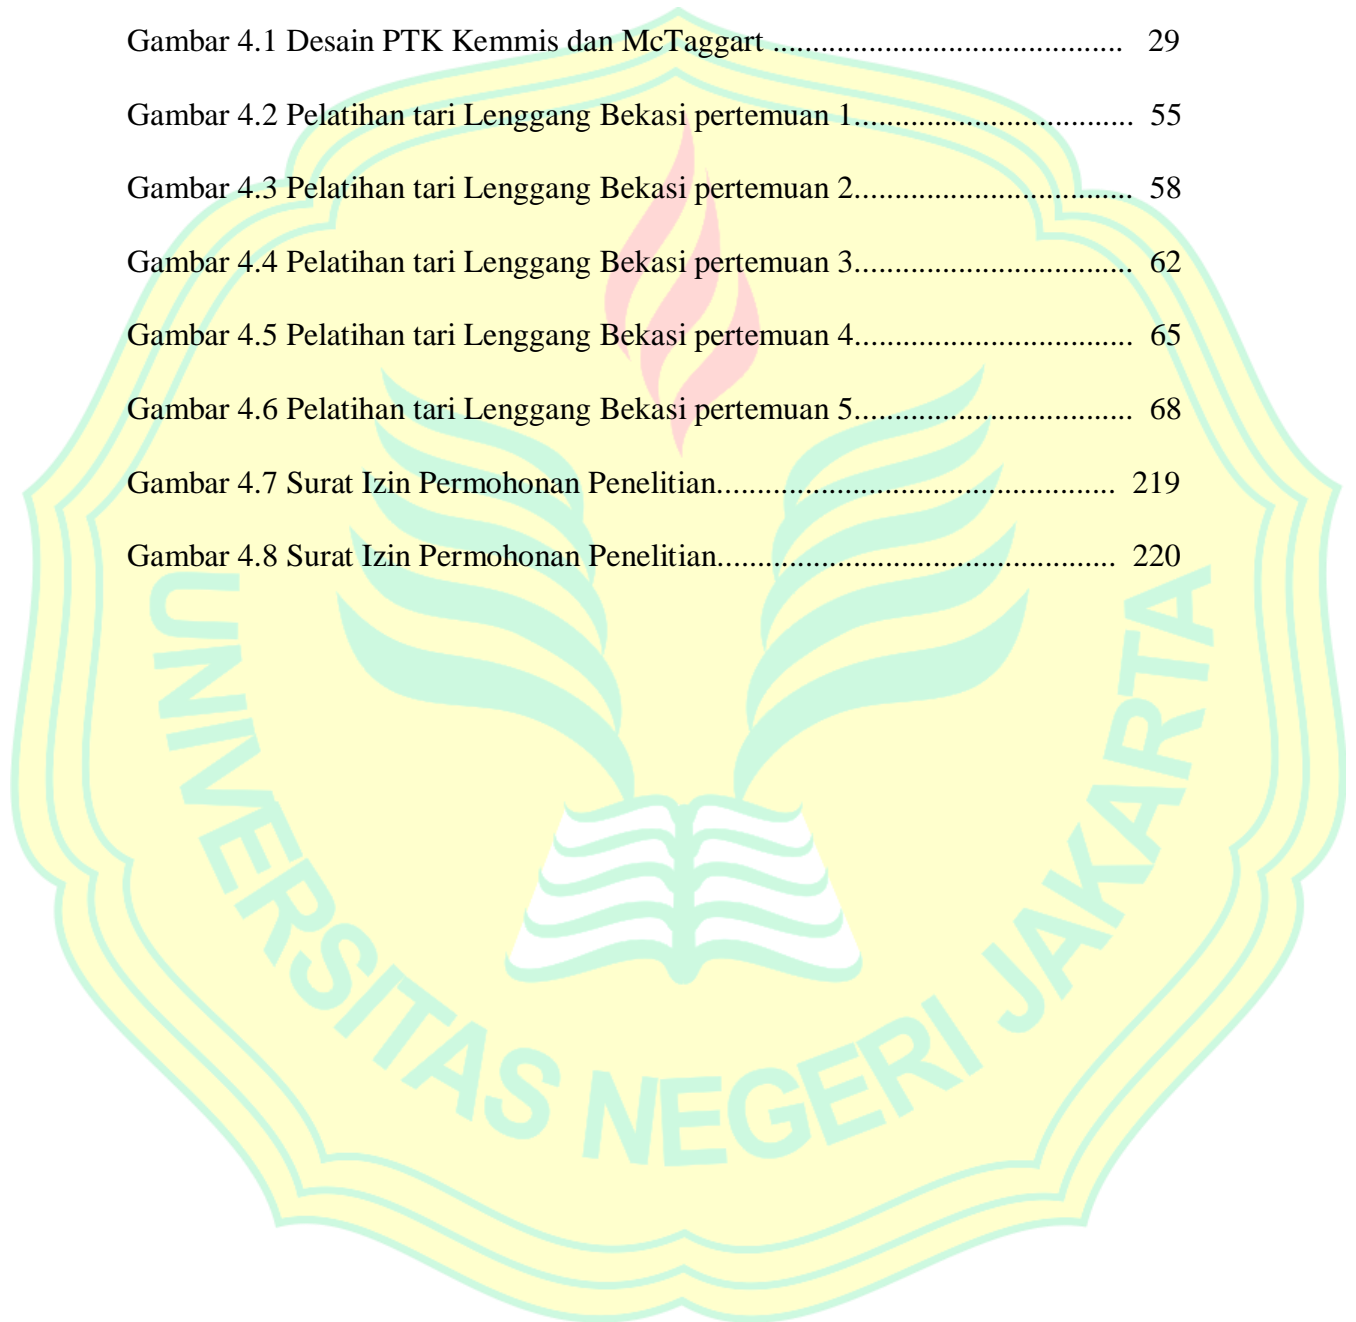 Gambar 4.1 Desain PTK Kemmis dan McTaggart .......................................... 29
Gambar 4.2 Pelatihan tari Lenggang Bekasi pertemuan 1.................................. 55
Gambar 4.3 Pelatihan tari Lenggang Bekasi pertemuan 2.................................. 58
Gambar 4.4 Pelatihan tari Lenggang Bekasi pertemuan 3.................................. 62
Gambar 4.5 Pelatihan tari Lenggang Bekasi pertemuan 4.................................. 65
Gambar 4.6 Pelatihan tari Lenggang Bekasi pertemuan 5.................................. 68
Gambar 4.7 Surat Izin Permohonan Penelitian................................................ 219
Gambar 4.8 Surat Izin Permohonan Penelitian................................................ 220
UNIVERSITAS NEGERI JAKARTA